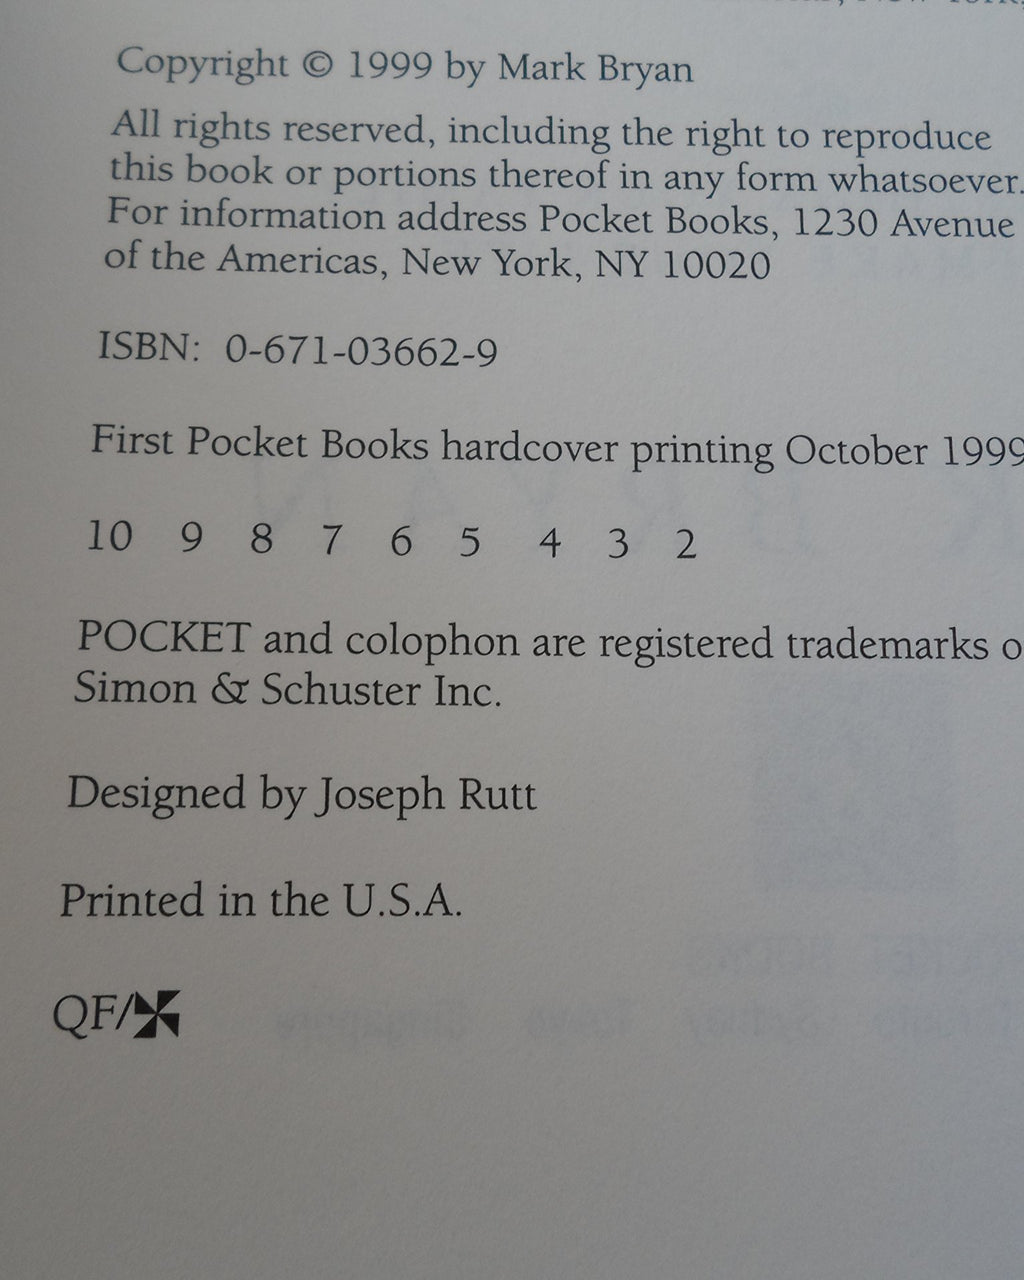 Copyright © 1999 by Mark Bryan
All rights reserved, including the right to reproduce
this book or portions thereof in any form whatsoever.
For information address Pocket Books, 1230 Avenue
of the Americas, New York, NY 10020
ISBN: 0-671-03662-9
First Pocket Books hardcover printing October 1999
10 9 8 7 6 5 4 3 2
POCKET and colophon are registered trademarks o
Simon & Schuster Inc.
Designed by Joseph Rutt
Printed in the U.S.A.
QF/